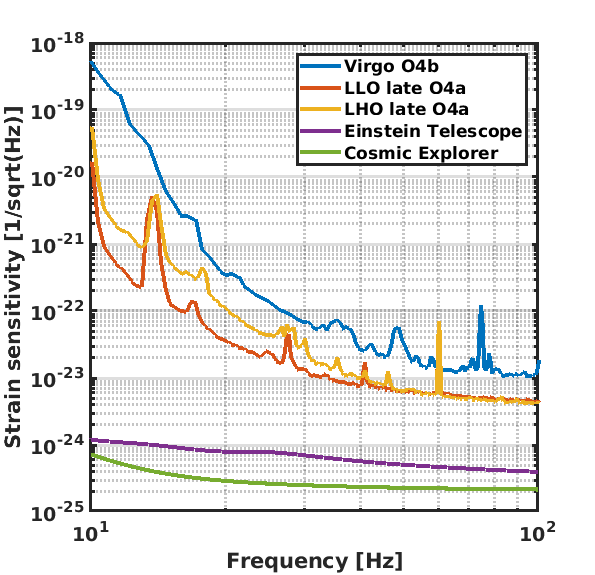 10^-18
10^-19
10^-20
10^-21
10^-22
10^-23
10^-24
10^-25
Strain sensitivity [1/sqrt(Hz)]
Virgo O4b
LLO late O4a
LHO late O4a
Einstein Telescope
Cosmic Explorer
10^1
10^2
Frequency [Hz]